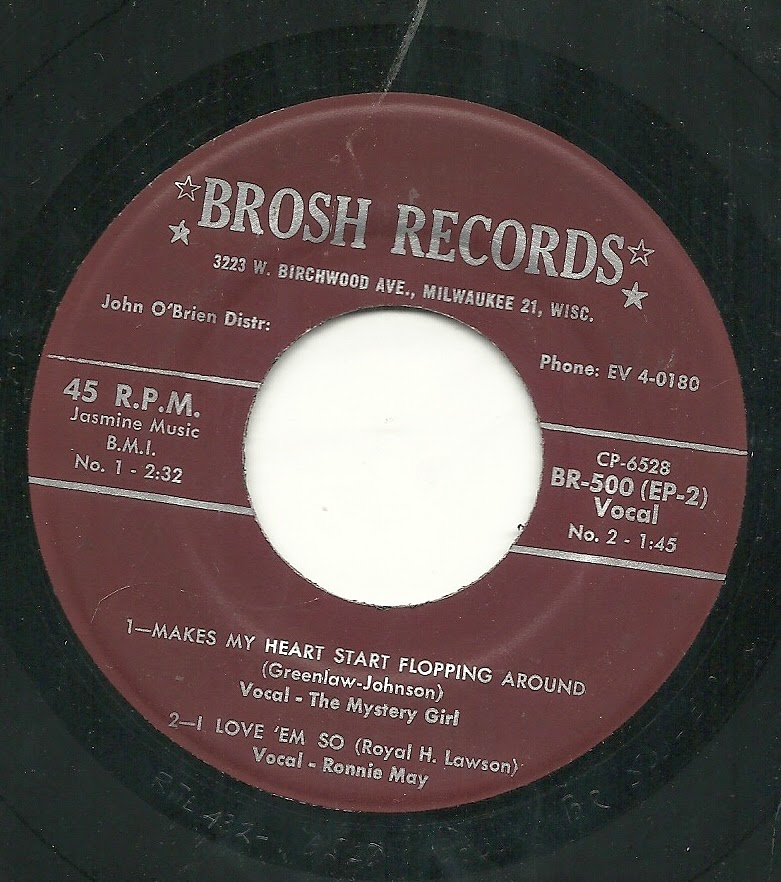 BROSH RECORDS
3223 W. BIRCHWOOD AVE., MILWAUKEE 21, WISC.
John O'Brien Distr:
Phone: EV 4-0180
45 R.P.M.
Jasmine Music
B.M.I.
No. 1 - 2:32
CP-6528
BR-500 (EP-2)
Vocal
No. 2 - 1:45
1—MAKES MY HEART START FLOPPING AROUND
(Greenlaw-Johnson)
Vocal - The Mystery Girl
2—I LOVE 'EM SO (Royal H. Lawson)
Vocal - Ronnie May